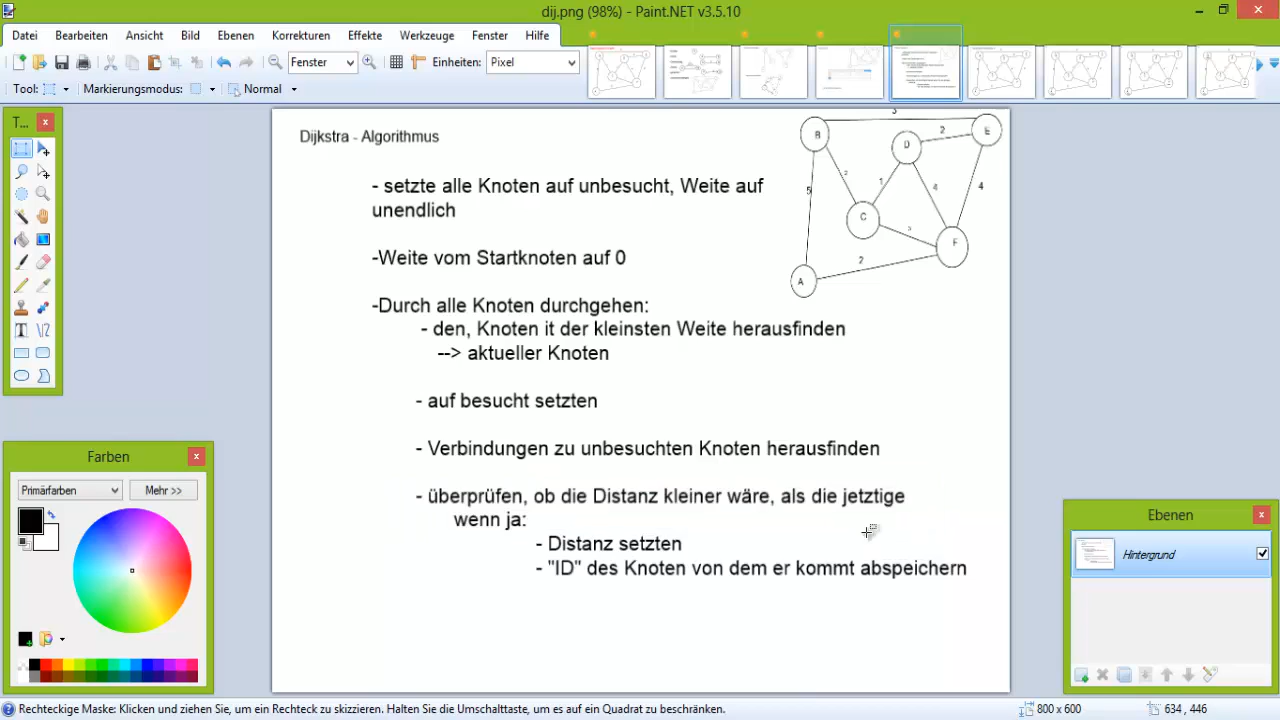 dij.png (98%) - Paint.NET v3.5.10
Datei Bearbeiten Ansicht Bild Ebenen Korrekturen Effekte Werkzeuge Fenster Hilfe
Fenster Einheiten: Pixel
Tool: Markierungsmodus: Normal
T...
Dijkstra - Algorithmus
- setzte alle Knoten auf unbesucht, Weite auf
unendlich
-Weite vom Startknoten auf 0
-Durch alle Knoten durchgehen:
- den, Knoten it der kleinsten Weite herausfinden
--> aktueller Knoten
- auf besucht setzten
- Verbindungen zu unbesuchten Knoten herausfinden
- überprüfen, ob die Distanz kleiner wäre, als die jetztige
wenn ja:
- Distanz setzten
- "ID" des Knoten von dem er kommt abspeichern
B
D
E
C
F
A
2
2
1
4
4
5
2
Farben
Primärfarben Mehr >>
Ebenen
Hintergrund
Rechteckige Maske: Klicken und ziehen Sie, um ein Rechteck zu skizzieren. Halten Sie die Umschalttaste, um es auf ein Quadrat zu beschränken.
800 x 600
634 , 446